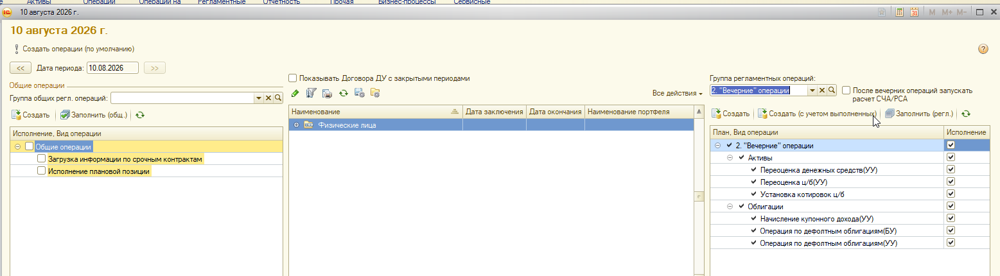 Активы Операции Операции на Регламентные Отчетность Прочая Бизнес-процессы Сервисные
1С 10 августа 2026 г. 31 M M+ M-
10 августа 2026 г.
Создать операции (по умолчанию) ?
<< Дата периода: 10.08.2026 >>
Общие операции
Группа общих регл. операций:
Создать Заполнить (общ.)
Исполнение, Вид операции
Общие операции
Загрузка информации по срочным контрактам
Исполнение плановой позиции
Показывать Договора ДУ с закрытыми периодами
Все действия
Наименование Дата заключения Дата окончания Наименование портфеля
Физические лица
Группа регламентных операций:
2. "Вечерние" операции После вечерних операций запускать
расчет СЧА/РСА
Создать Создать (с учетом выполненных) Заполнить (регл.)
План, Вид операции Исполнение
2. "Вечерние" операции
Активы
Переоценка денежных средств(УУ)
Переоценка ц/б(УУ)
Установка котировок ц/б
Облигации
Начисление купонного дохода(УУ)
Операция по дефолтным облигациям(БУ)
Операция по дефолтным облигациям(УУ)